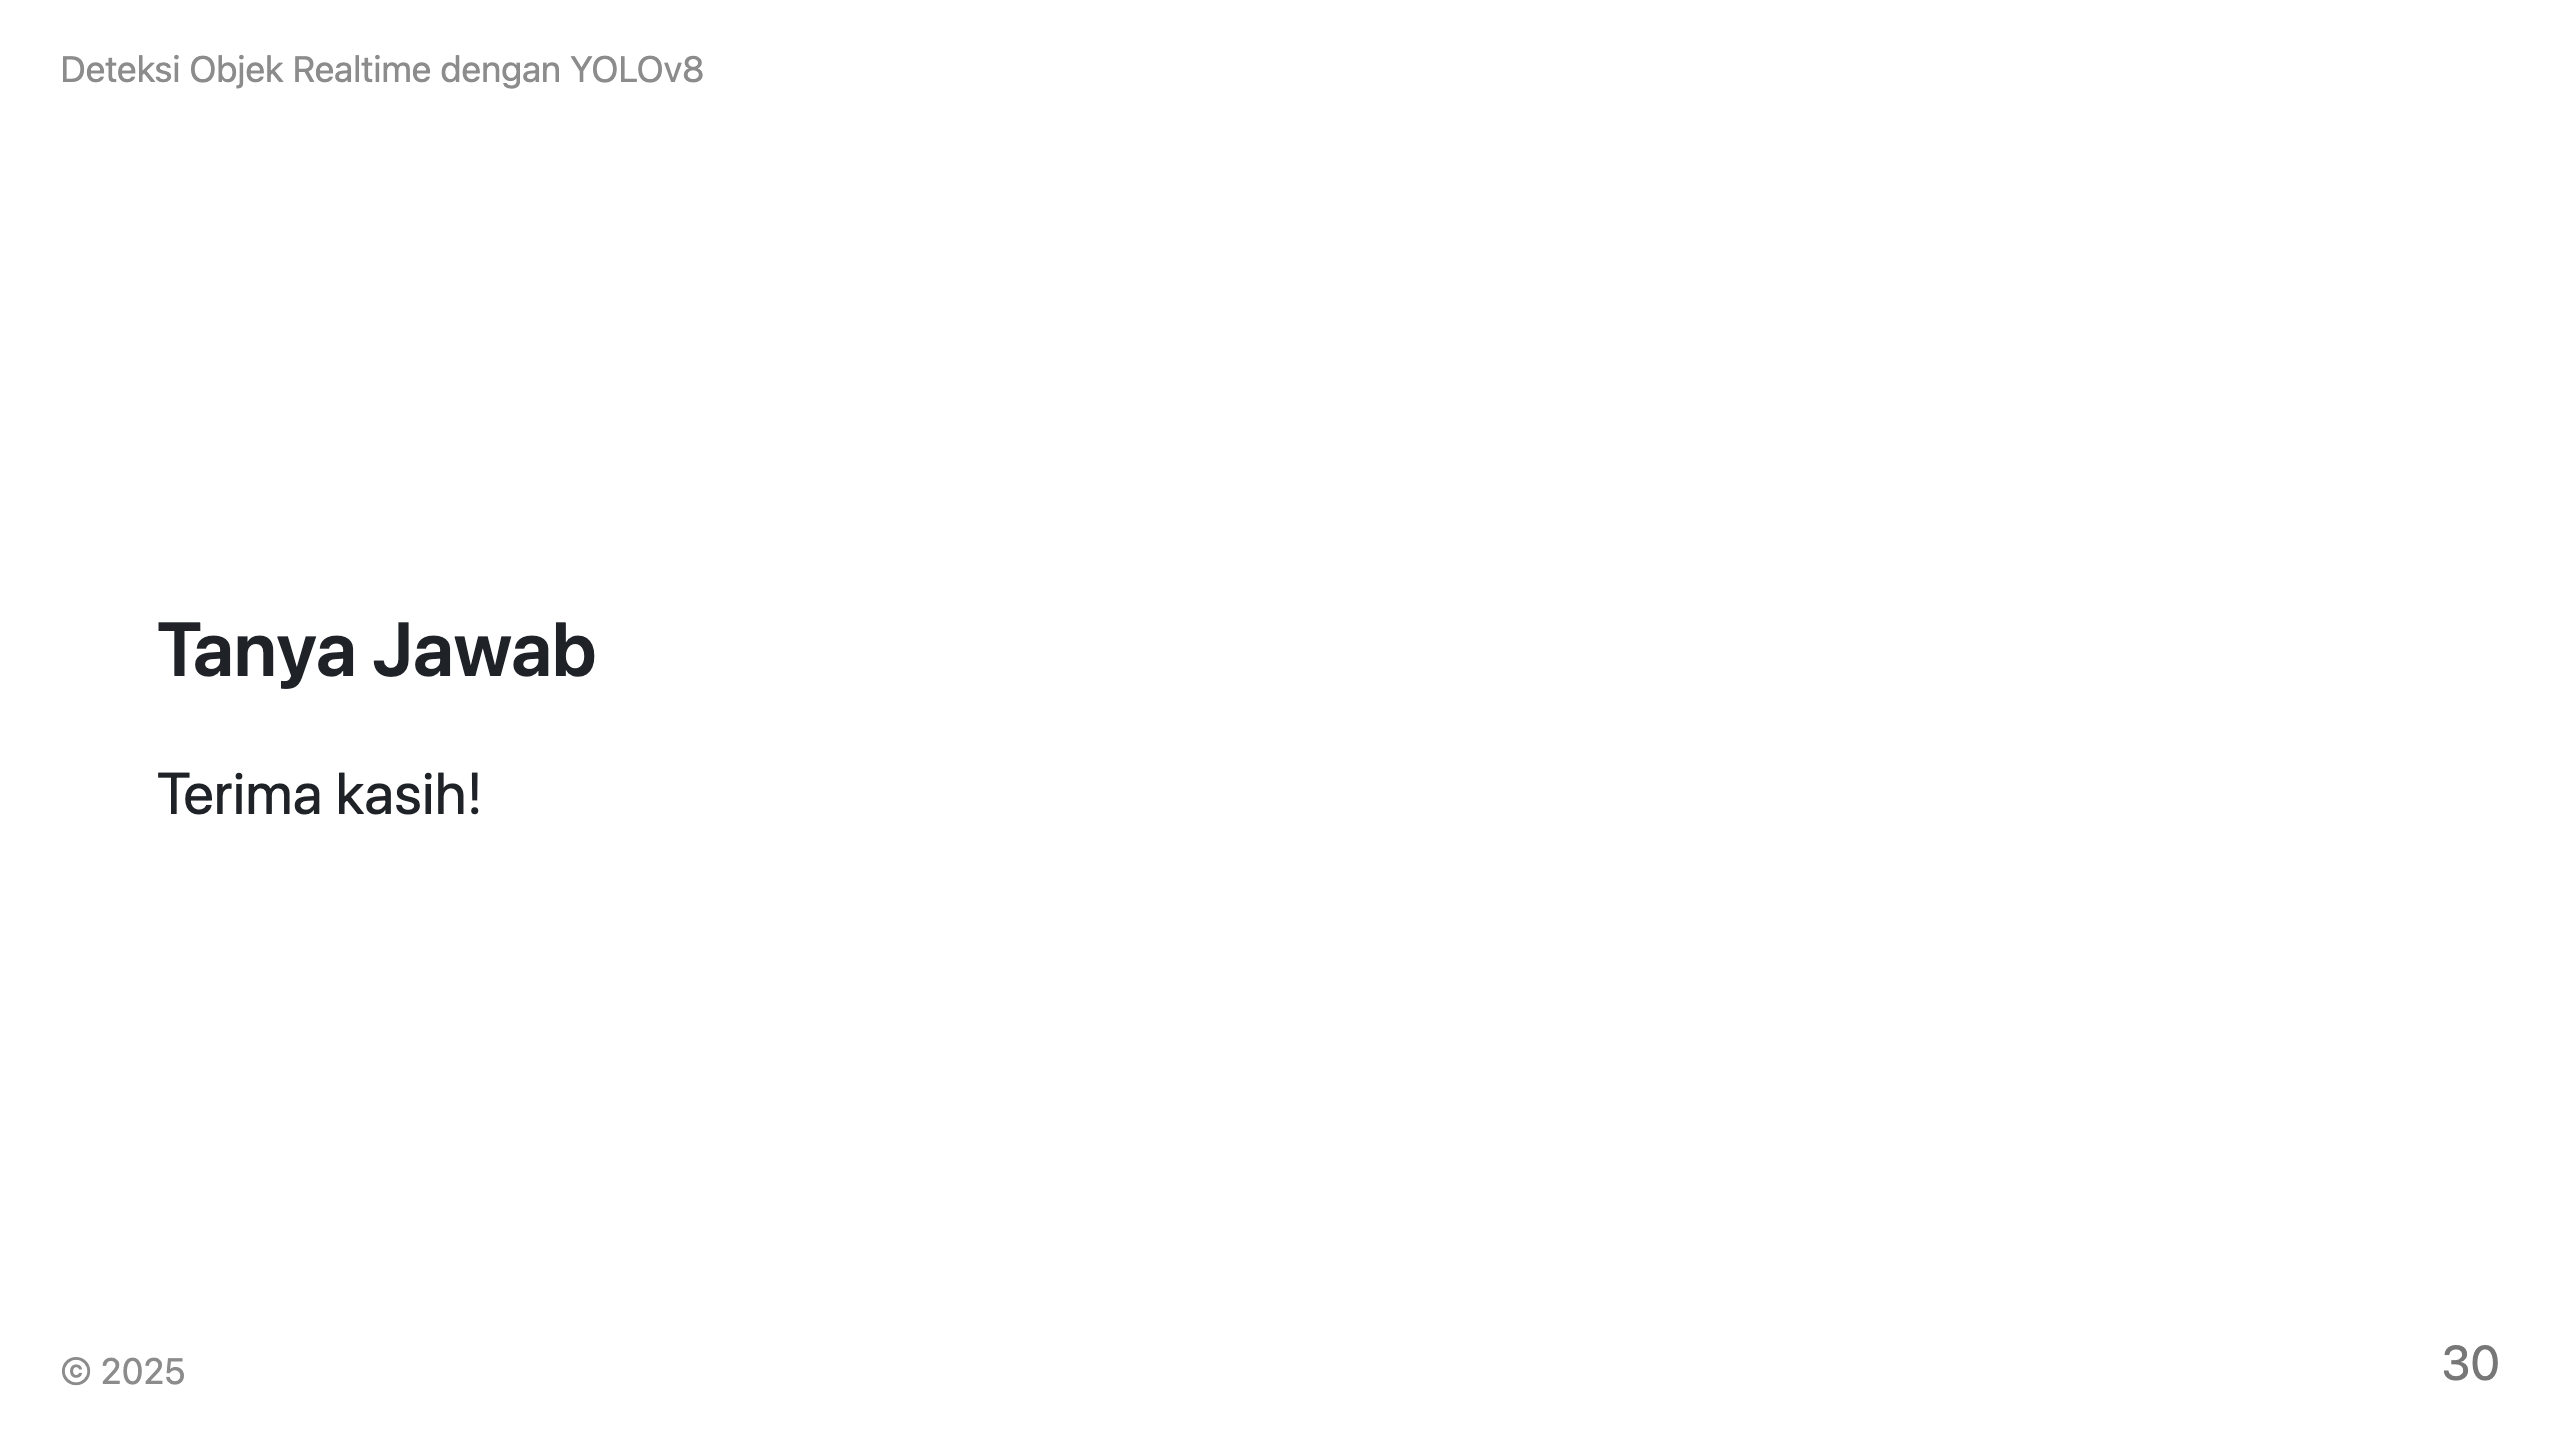 Deteksi Objek Realtime dengan YOLOv8
Tanya Jawab
Terima kasih!
© 2025
30